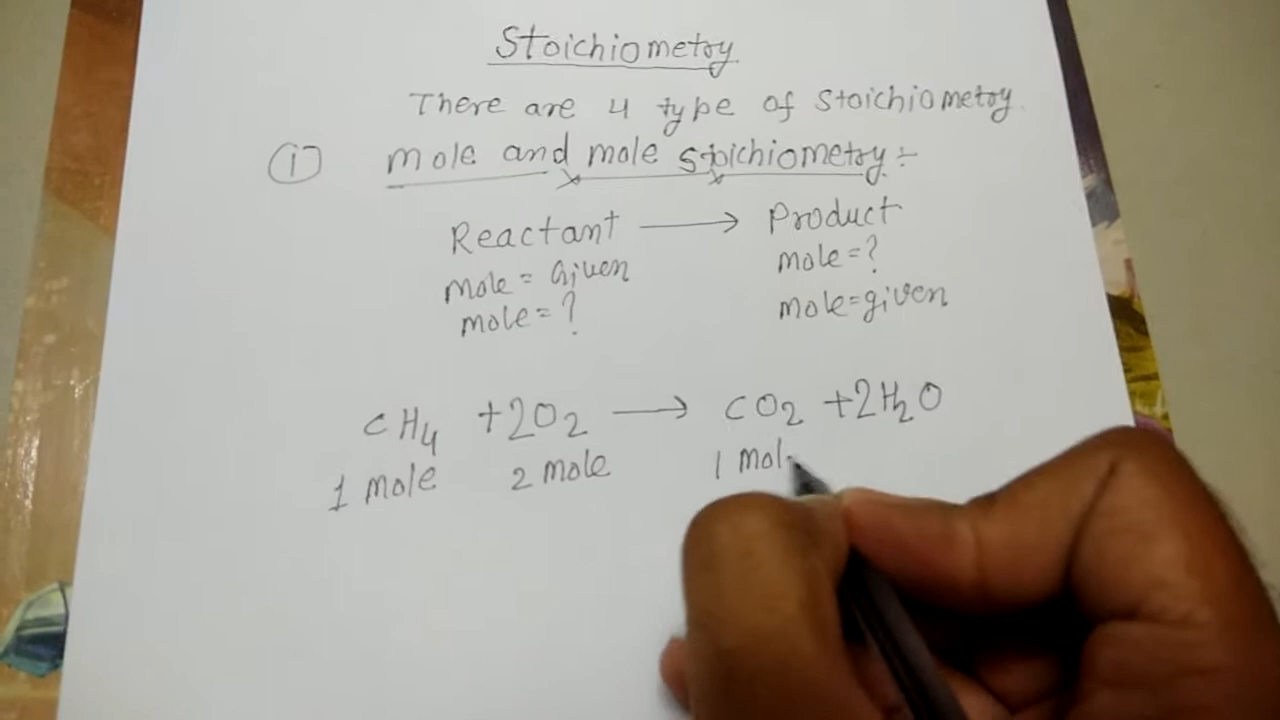 Stoichiometry
There are 4 type of Stoichiometry
(i) mole and mole stoichiometry ÷
Reactant ⟶ Product
mole = Given mole = ?
mole = ? mole = given
CH₄ + 2O₂ ⟶ CO₂ + 2H₂O
1 mole 2 mole 1 mol